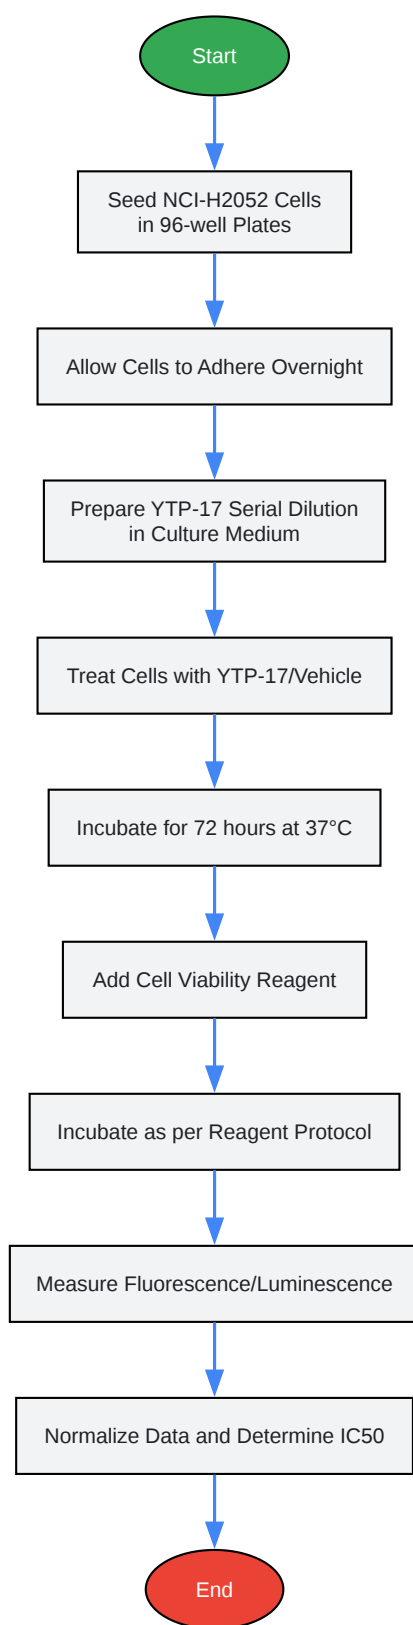 Start
Seed NCI-H2052 Cells
in 96-well Plates
Allow Cells to Adhere Overnight
Prepare YTP-17 Serial Dilution
in Culture Medium
Treat Cells with YTP-17/Vehicle
Incubate for 72 hours at 37°C
Add Cell Viability Reagent
Incubate as per Reagent Protocol
Measure Fluorescence/Luminescence
Normalize Data and Determine IC50
End